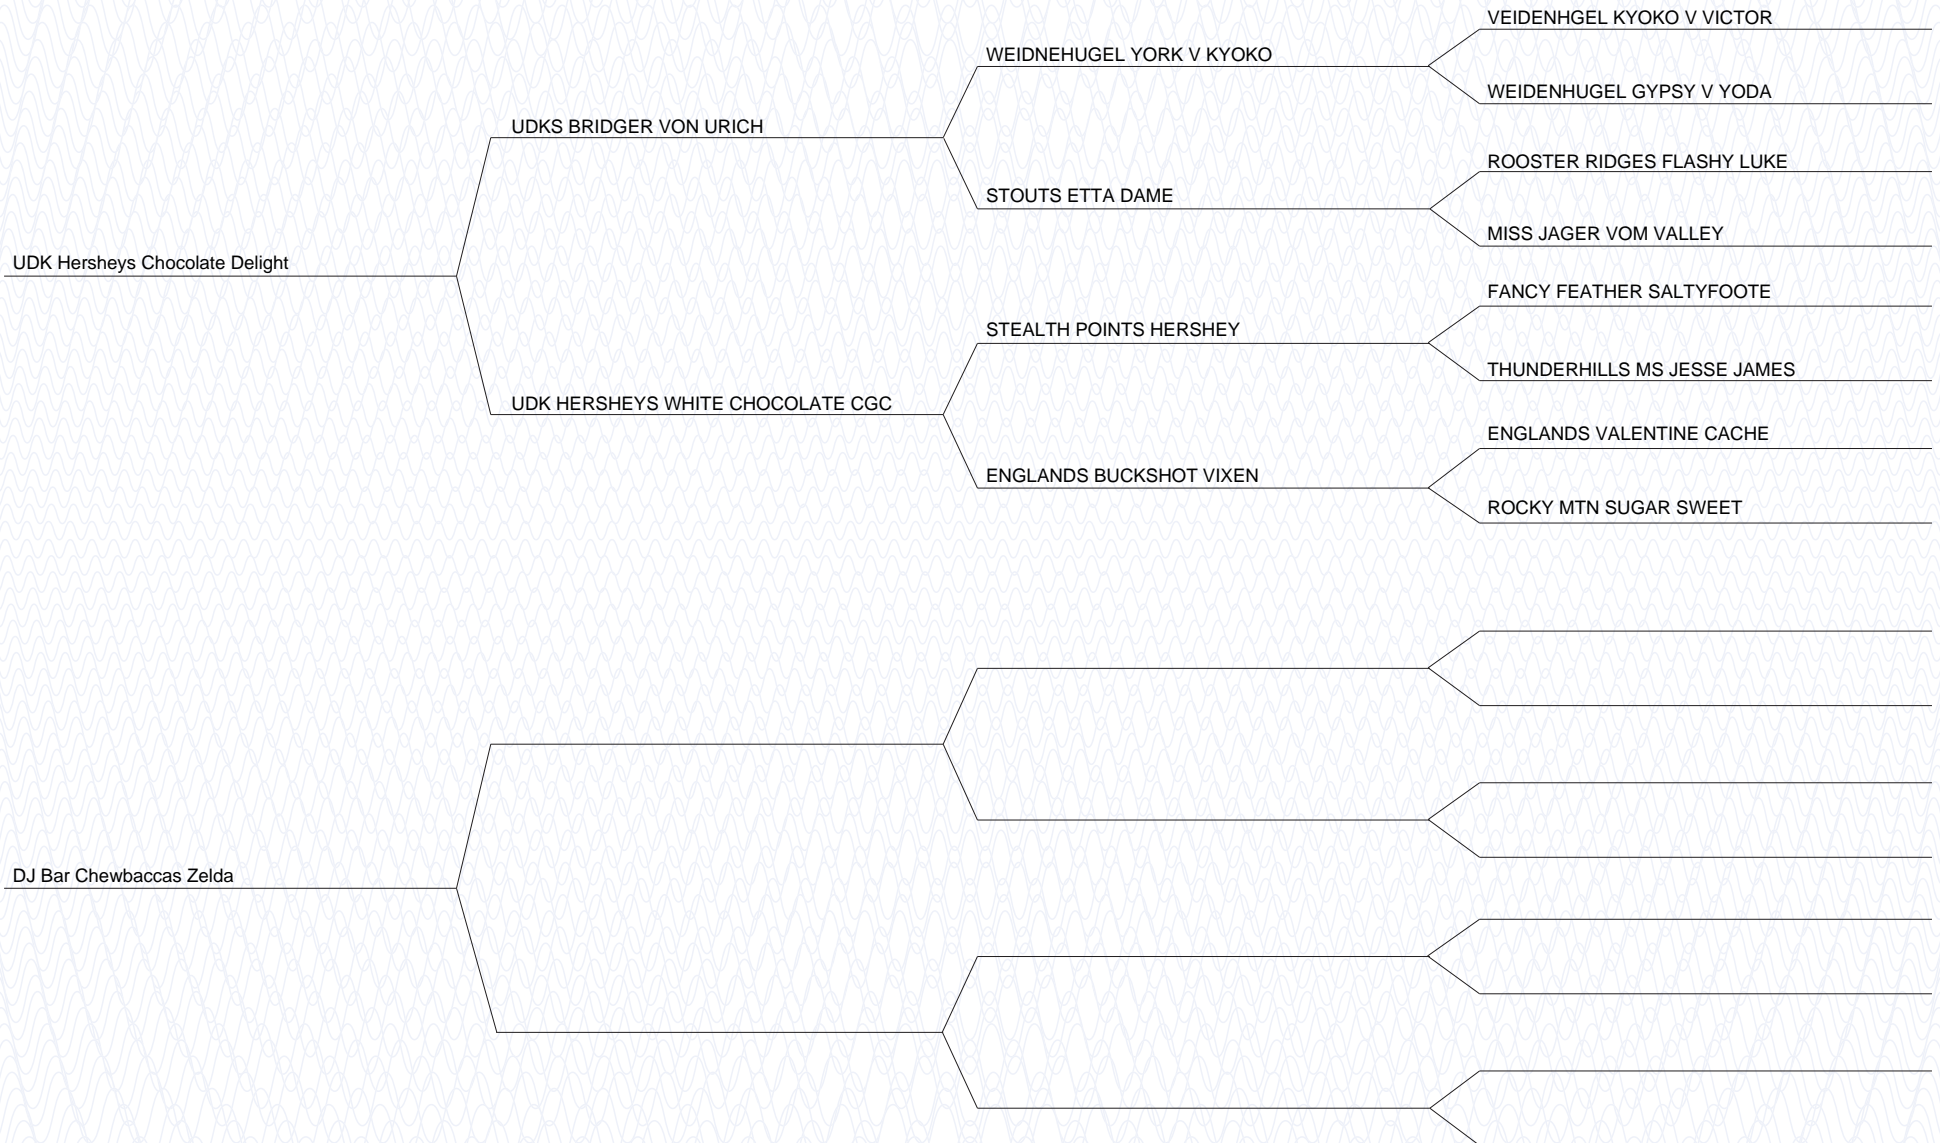 VEIDENHGEL KYOKO V VICTOR
WEIDNEHUGEL YORK V KYOKO
WEIDENHUGEL GYPSY V YODA
UDKS BRIDGER VON URICH
ROOSTER RIDGES FLASHY LUKE
STOUTS ETTA DAME
MISS JAGER VOM VALLEY
UDK Hersheys Chocolate Delight
FANCY FEATHER SALTYFOOTE
STEALTH POINTS HERSHEY
THUNDERHILLS MS JESSE JAMES
UDK HERSHEYS WHITE CHOCOLATE CGC
ENGLANDS VALENTINE CACHE
ENGLANDS BUCKSHOT VIXEN
ROCKY MTN SUGAR SWEET
DJ Bar Chewbaccas Zelda